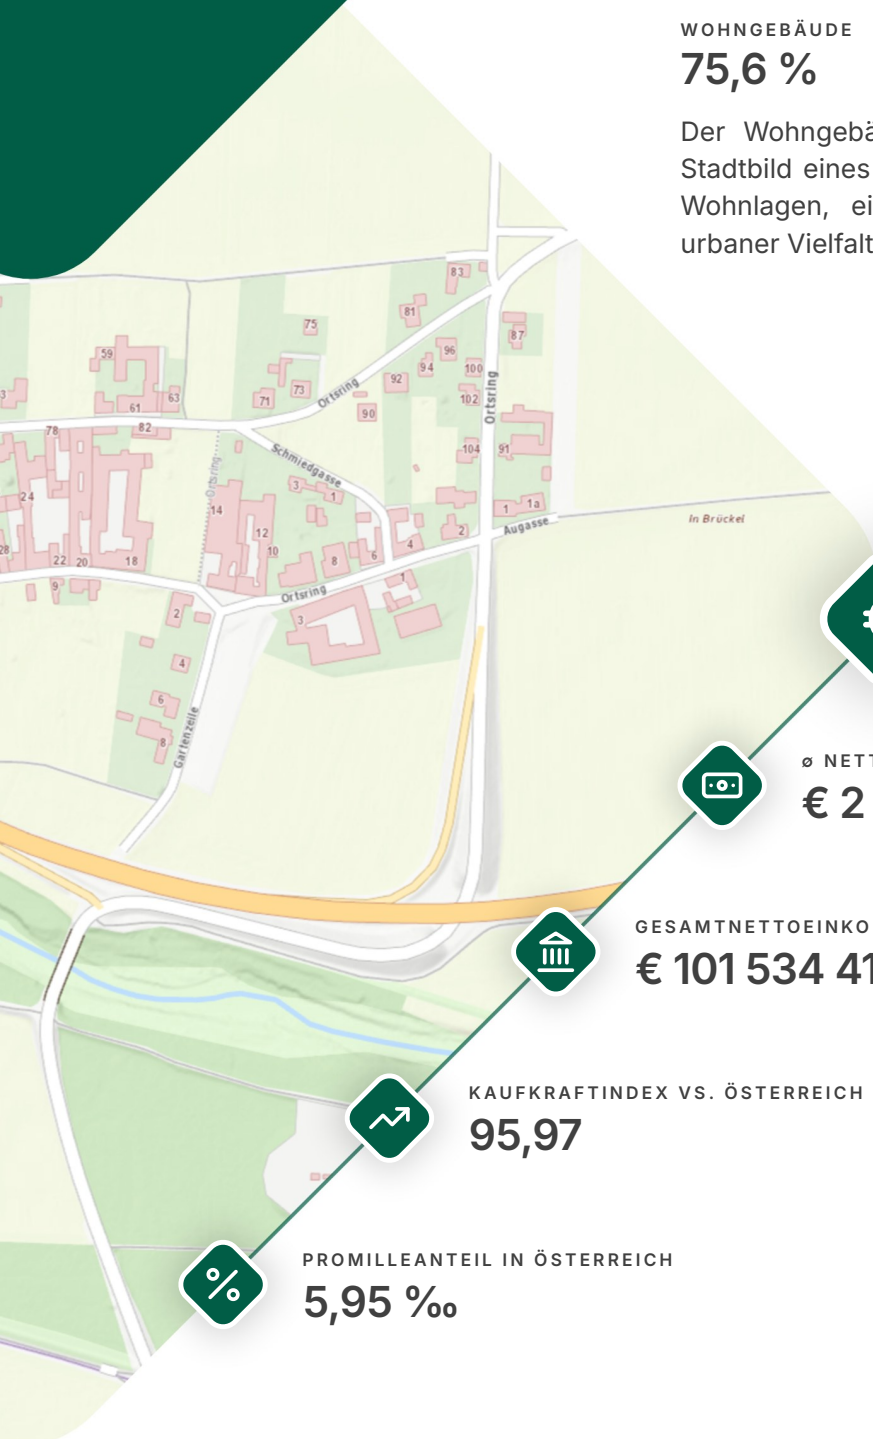 WOHNGEBÄUDE
75,6 %
Der Wohngebä
Stadtbild eines
Wohnlagen, ei
urbaner Vielfalt
83
81
75
87
59
96
94
100
92
73
71
63
102
Ortsring
Ortsring
61
90
82
78
Schmiedgasse
104
91
Ortsring
24
3
1
14
1
1a
12
2
Augasse
In Brückel
10
4
6
8
28
22
20
18
9
1
Ortsring
2
3
4
6
Gartenzeile
8
ø NETT
€ 2
GESAMTNETTOEINKO
€ 101 534 41
KAUFKRAFTINDEX VS. ÖSTERREICH
95,97
PROMILLEANTEIL IN ÖSTERREICH
5,95 ‰